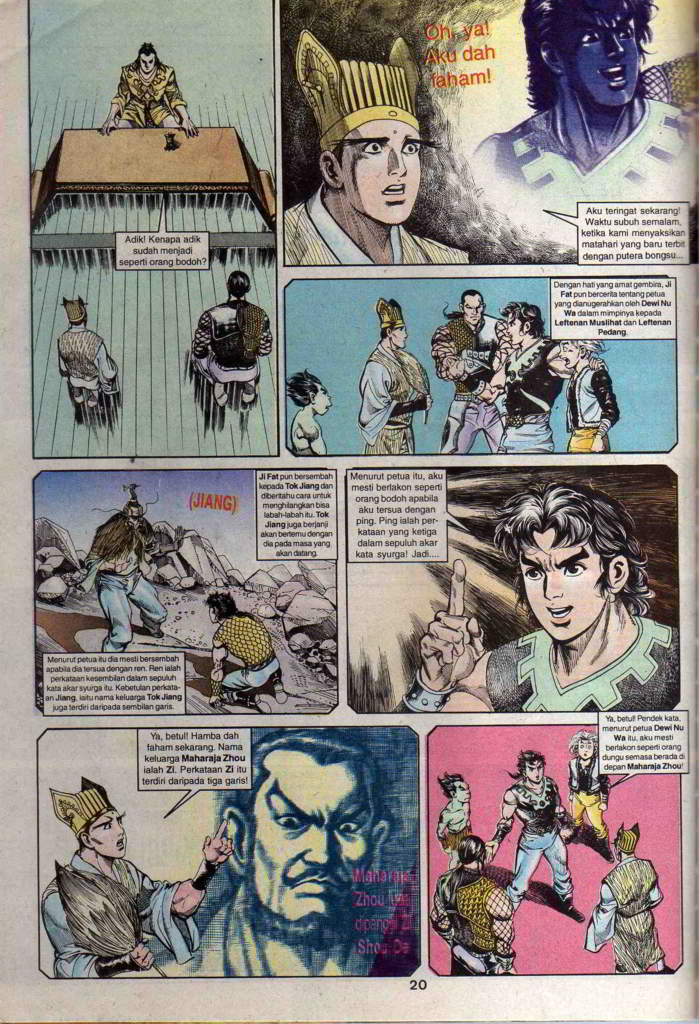 Adik! Kenapa adik
sudah menjadi
seperti orang bodoh?
Oh, ya!
Aku dah
faham!
Aku teringat sekarang!
Waktu subuh semalam,
ketika kami menyaksikan
matahari yang baru terbit
dengan putera bongsu...
Dengan hati yang amat gembira, Ji
Fat pun bercerita tentang petua
yang dianugerahkan oleh Dewi Nu
Wa dalam mimpinya kepada
Leftenan Muslihat dan Leftenan
Pedang.
(JIANG)
Ji Fat pun bersembah
kepada Tok Jiang dan
diberitahu cara untuk
menghilangkan bisa
labah-labah itu. Tok
Jiang juga berjanji
akan bertemu dengan
dia pada masa yang
akan datang.
Menurut petua itu dia mesti bersembah
apabila dia tersua dengan ren. Ren ialah
perkataan kesembilan dalam sepuluh
kata akar syurga itu. Kebetulan perkata-
an Jiang, iaitu nama keluarga Tok Jiang
juga terdiri daripada sembilan garis.
Menurut petua itu, aku
mesti berlakon seperti
orang bodoh apabila
aku tersua dengan
ping. Ping ialah per-
kataan yang ketiga
dalam sepuluh akar
kata syurga! Jadi....
Ya, betul! Hamba dah
faham sekarang. Nama
keluarga Maharaja Zhou
ialah Zi. Perkataan Zi itu
terdiri daripada tiga garis!
Maharaja
Zhou
dipanggil Zi
Shou De
Ya, betul! Pendek kata,
menurut petua Dewi Nu
Wa itu, aku mesti
berlakon seperti orang
dungu semasa berada di
depan Maharaja Zhou!
20